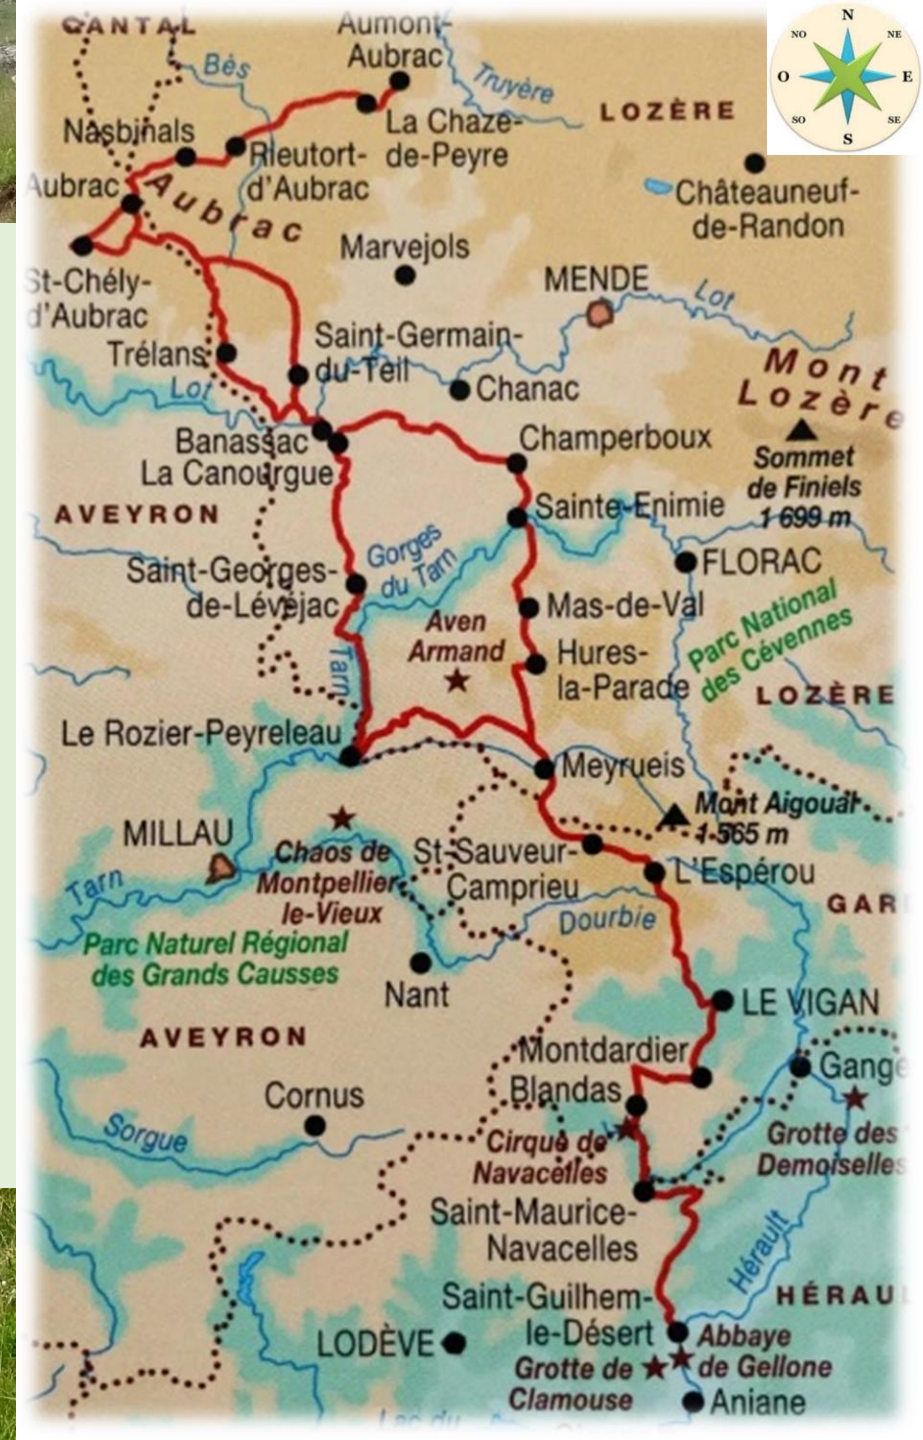 N
NO
NE
O
E
SO
SE
S
CANTAL
Aumont-
Aubrac
Bès
Truyère
LOZÈRE
Nasbinals
La Chaze-
de-Peyre
Rieutort-
d'Aubrac
Aubrac
Aubrac
Châteauneuf-
de-Randon
Marvejols
St-Chély-
d'Aubrac
MENDE
Lot
Saint-Germain-
du-Teil
Trélans
Lot
Chanac
Mont
Lozère
Banassac
La Canourgue
Champerboux
Sommet
de Finiels
1 699 m
AVEYRON
Sainte-Enimie
Gorges
du Tarn
FLORAC
Saint-Georges-
de-Lévéjac
Mas-de-Val
Parc National
des Cévennes
Aven
Armand
Hures-
la-Parade
Tarn
LOZÈRE
Le Rozier-Peyreleau
Meyrueis
Mont Aigoual
1 565 m
MILLAU
Chaos de
Montpellier-
le-Vieux
St-Sauveur-
Camprieu
L'Espérou
Tarn
Dourbie
GAR
Parc Naturel Régional
des Grands Causses
Nant
LE VIGAN
AVEYRON
Montdardier
Blandas
Gange
Cornus
Sorgue
Cirque de
Navacelles
Grotte des
Demoiselles
Saint-Maurice-
Navacelles
Hérault
Saint-Guilhem-
le-Désert
HÉRAU
LODÈVE
Abbaye
de Gellone
Grotte de
Clamouse
Aniane
Lac du